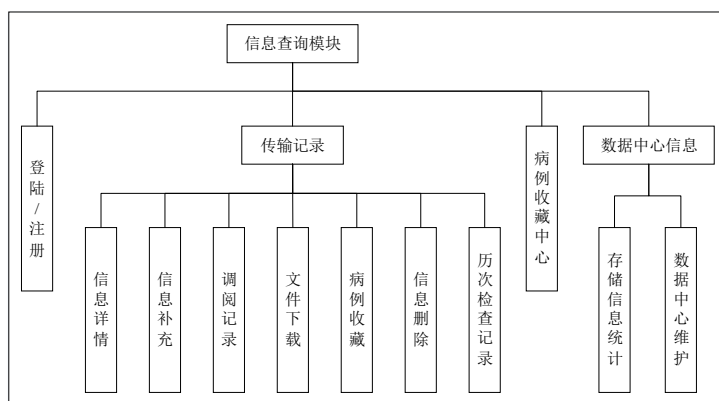 信息查询模块
登陆/注册
传输记录
病例收藏中心
数据中心信息
信息详情
信息补充
调阅记录
文件下载
病例收藏
信息删除
历次检查记录
存储信息统计
数据中心维护